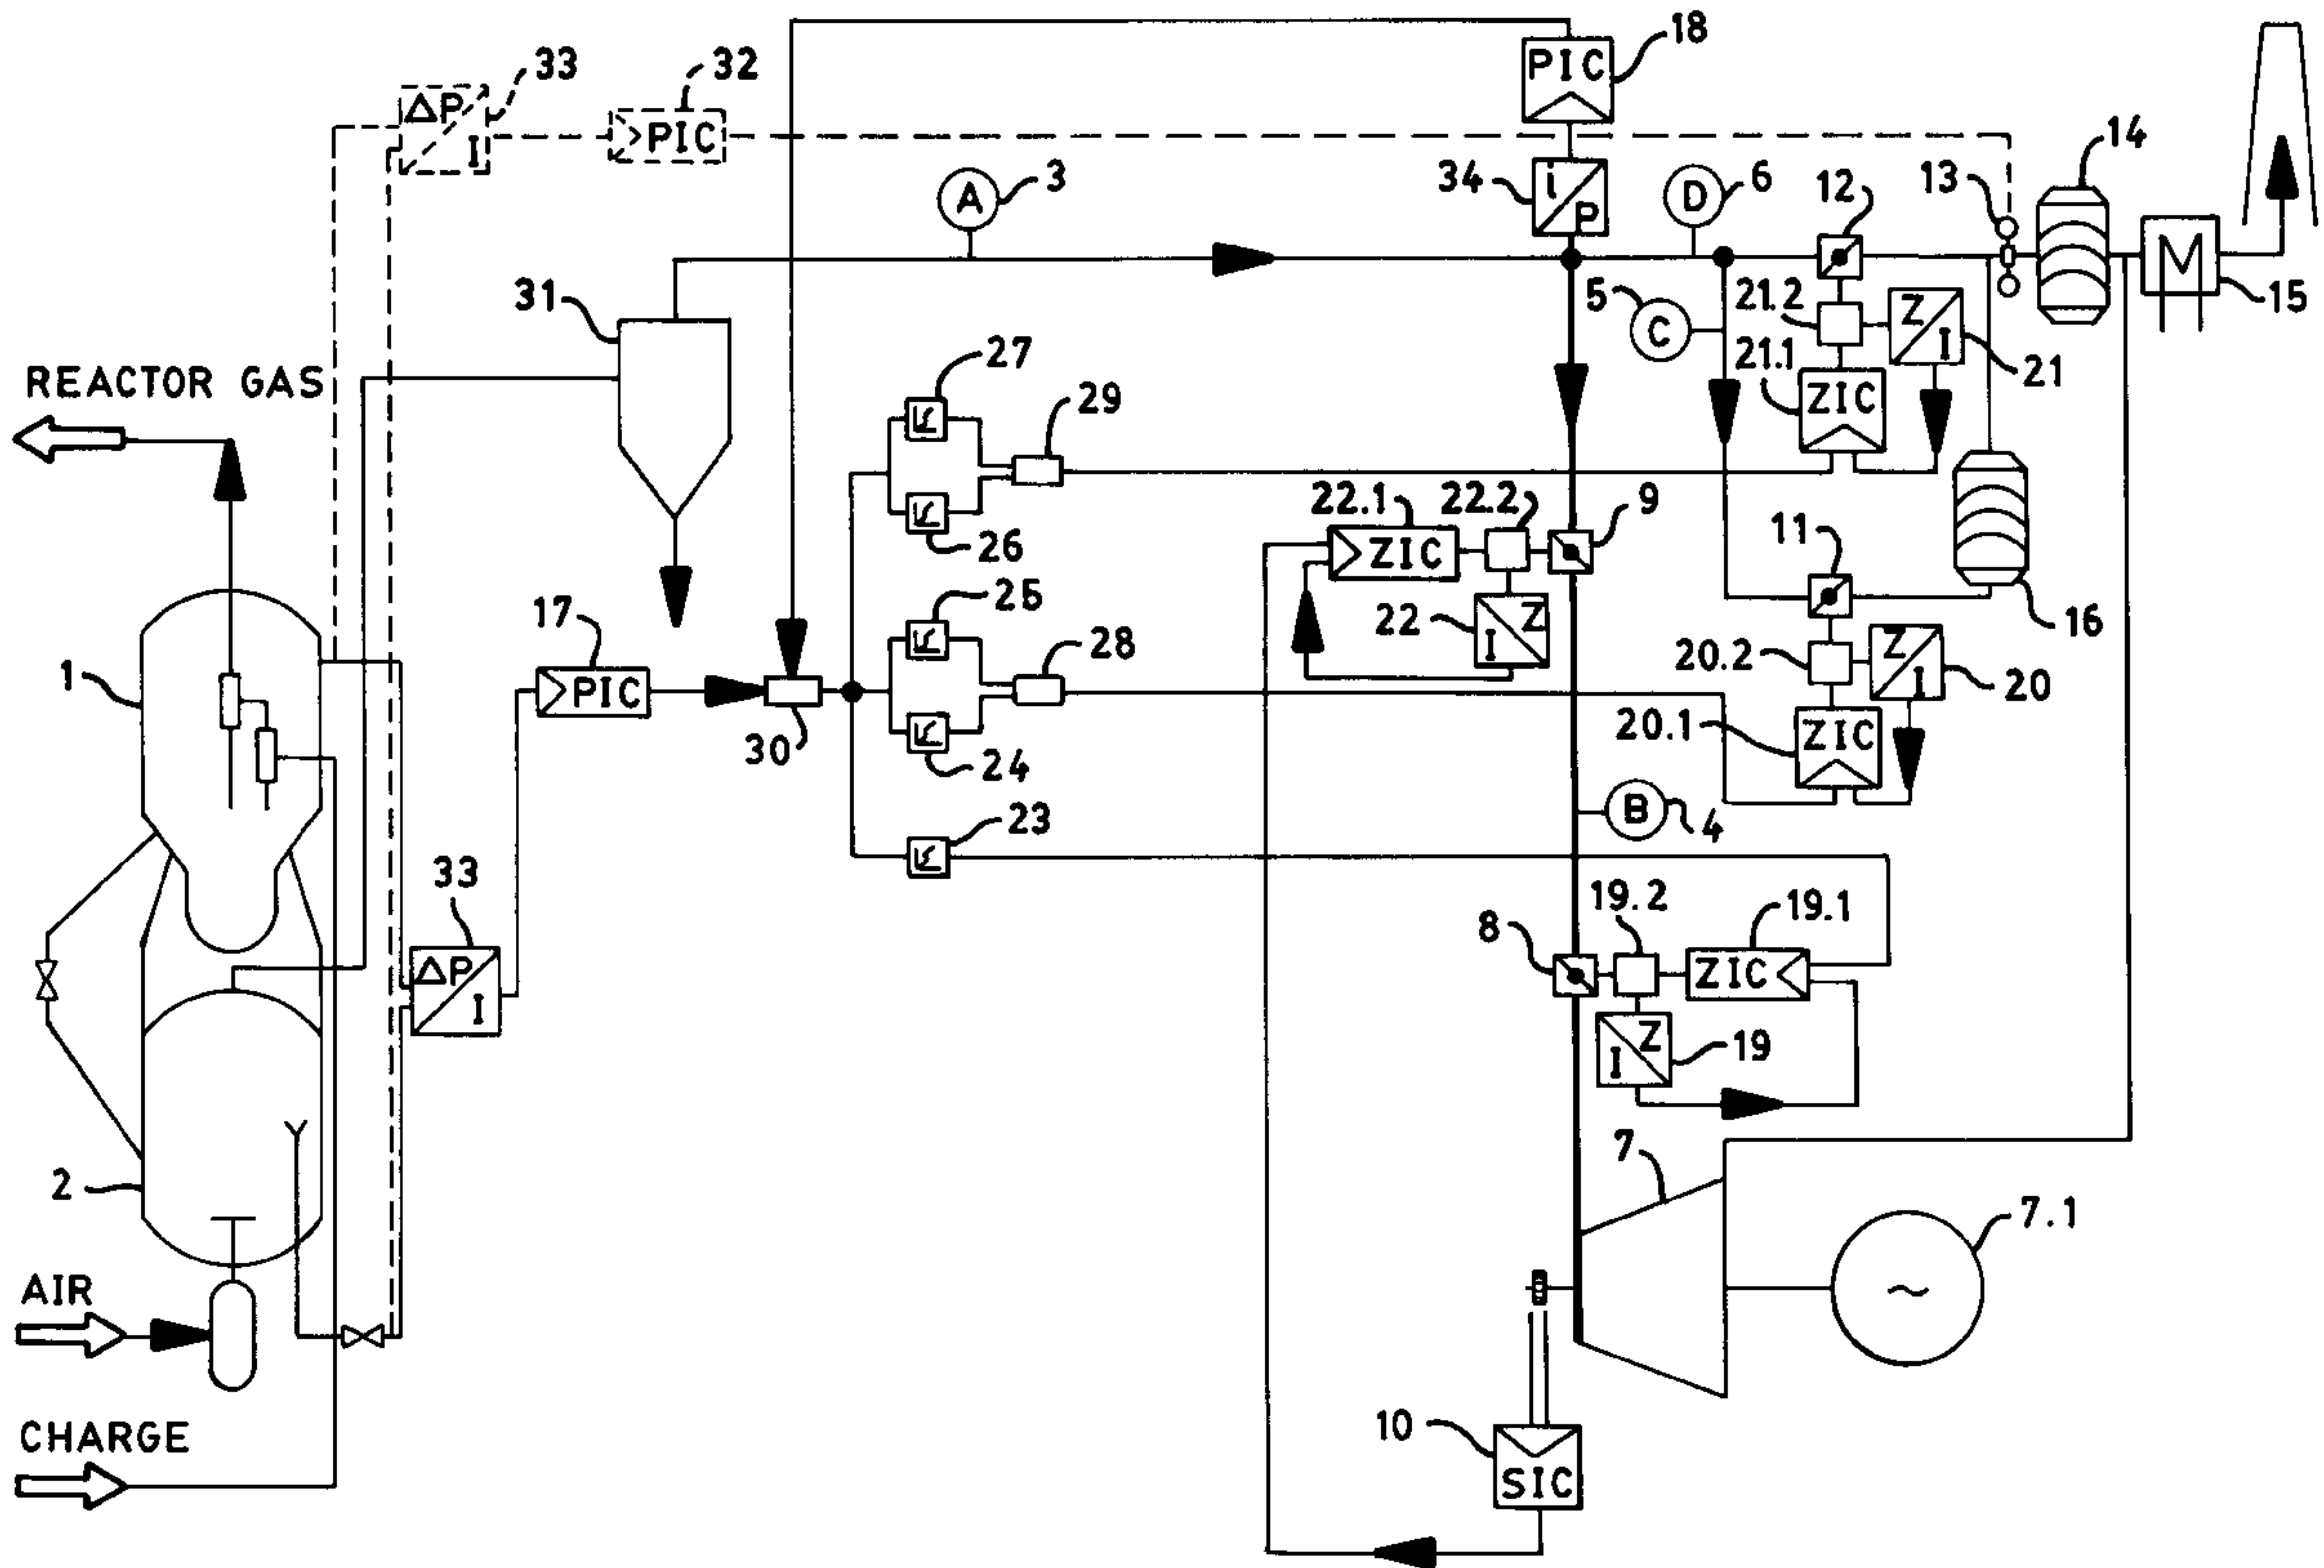 18
PIC
33
32
ΔP
I
PIC
14
A
3
34
i
P
D
6
12
13
31
5
C
21.2
Z
I
M
15
REACTOR GAS
27
29
21.1
ZIC
21
26
22.1
22.2
9
ZIC
11
25
17
22
I
Z
16
1
PIC
28
20.2
Z
I
20
30
20.1
ZIC
24
23
B
4
33
19.2
19.1
8
ΔP
I
ZIC
I
Z
19
7
2
7.1
~
AIR
10
CHARGE
SIC